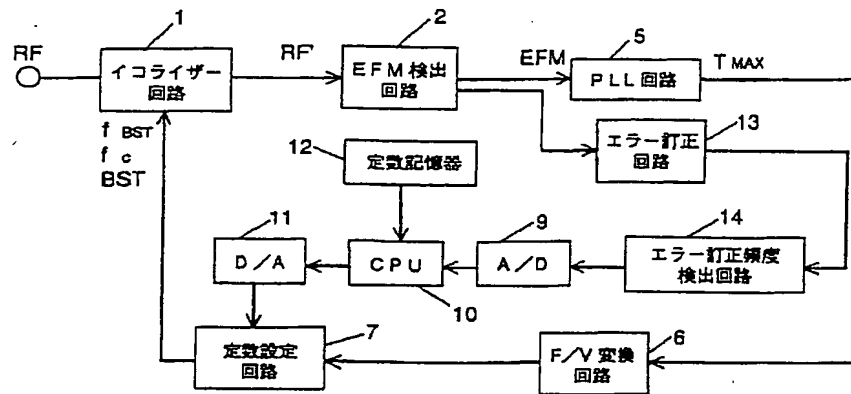 1
2
5
RF
イコライザー
回路
RF'
EFM検出
回路
EFM
PLL回路
T MAX
13
f BST
f c
BST
12
定数記憶器
エラー訂正
回路
11
D/A
CPU
10
9
A/D
14
エラー訂正頻度
検出回路
7
定数設定
回路
F/V変換
回路
6